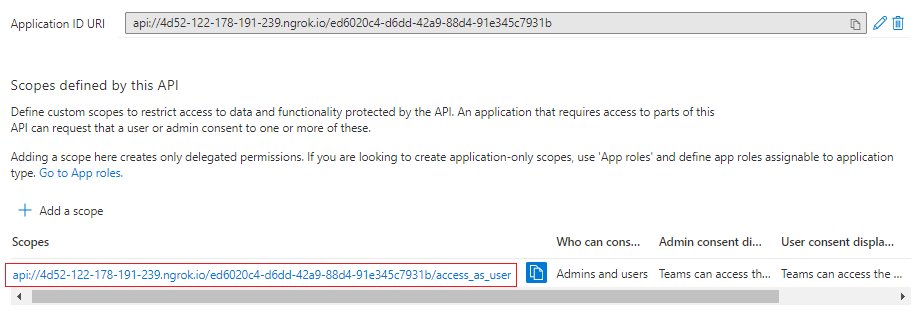 Application ID URI api://4d52-122-178-191-239.ngrok.io/ed6020c4-d6dd-42a9-88d4-91e345c7931b
Scopes defined by this API
Define custom scopes to restrict access to data and functionality protected by the API. An application that requires access to parts of this
API can request that a user or admin consent to one or more of these.
Adding a scope here creates only delegated permissions. If you are looking to create application-only scopes, use 'App roles' and define app roles assignable to application
type. Go to App roles.
+ Add a scope
Scopes Who can cons... Admin consent di... User consent displa...
api://4d52-122-178-191-239.ngrok.io/ed6020c4-d6dd-42a9-88d4-91e345c7931b/access_as_user Admins and users Teams can access th... Teams can access the ...